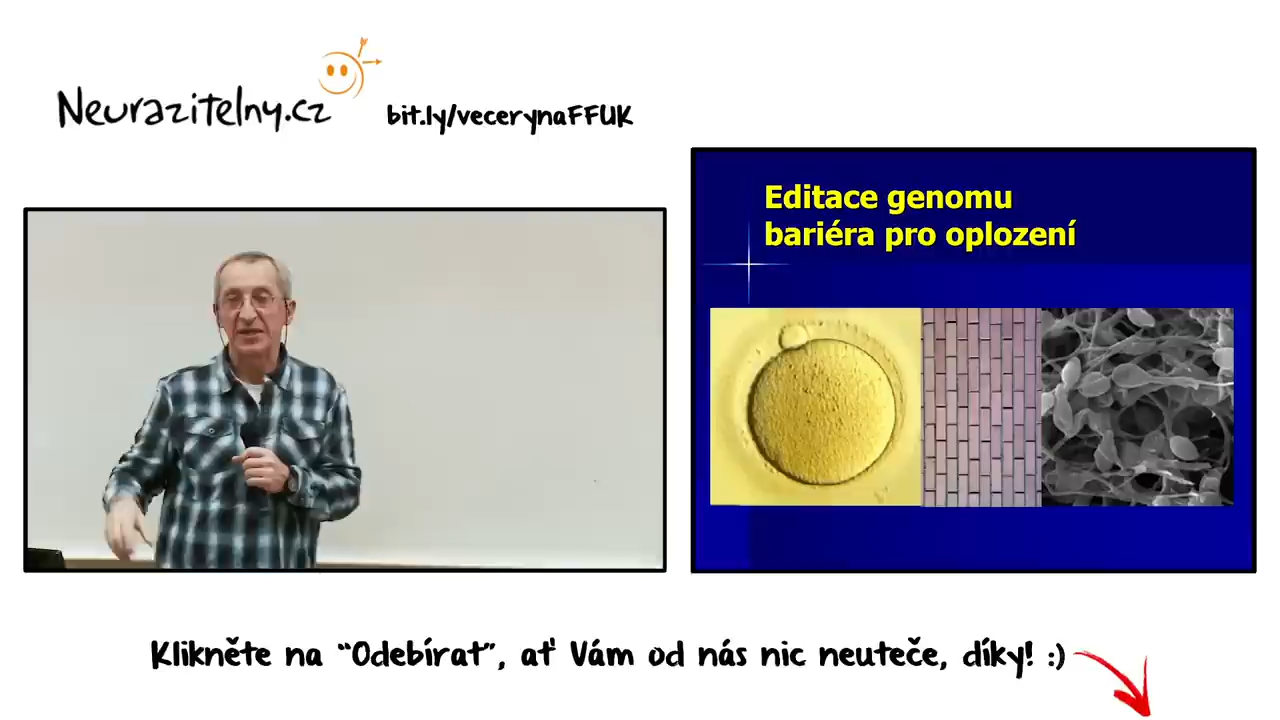 Neurazitelny.cz
bit.ly/vecerynaFFUK
Editace genomu
bariéra pro oplození
Klikněte na “Odebírat”, ať Vám od nás nic neuteče, díky! :)